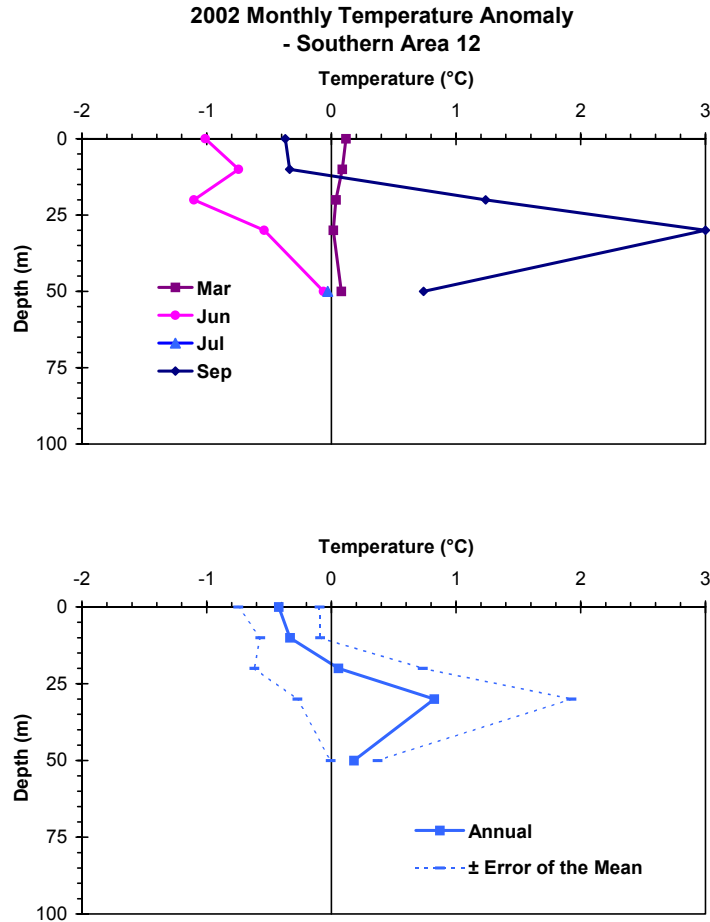 2002 Monthly Temperature Anomaly
- Southern Area 12
Temperature (°C)
-2 -1 0 1 2 3
0
25
50
75
100
Depth (m)
Mar
Jun
Jul
Sep
Temperature (°C)
-2 -1 0 1 2 3
0
25
50
75
100
Depth (m)
Annual
± Error of the Mean